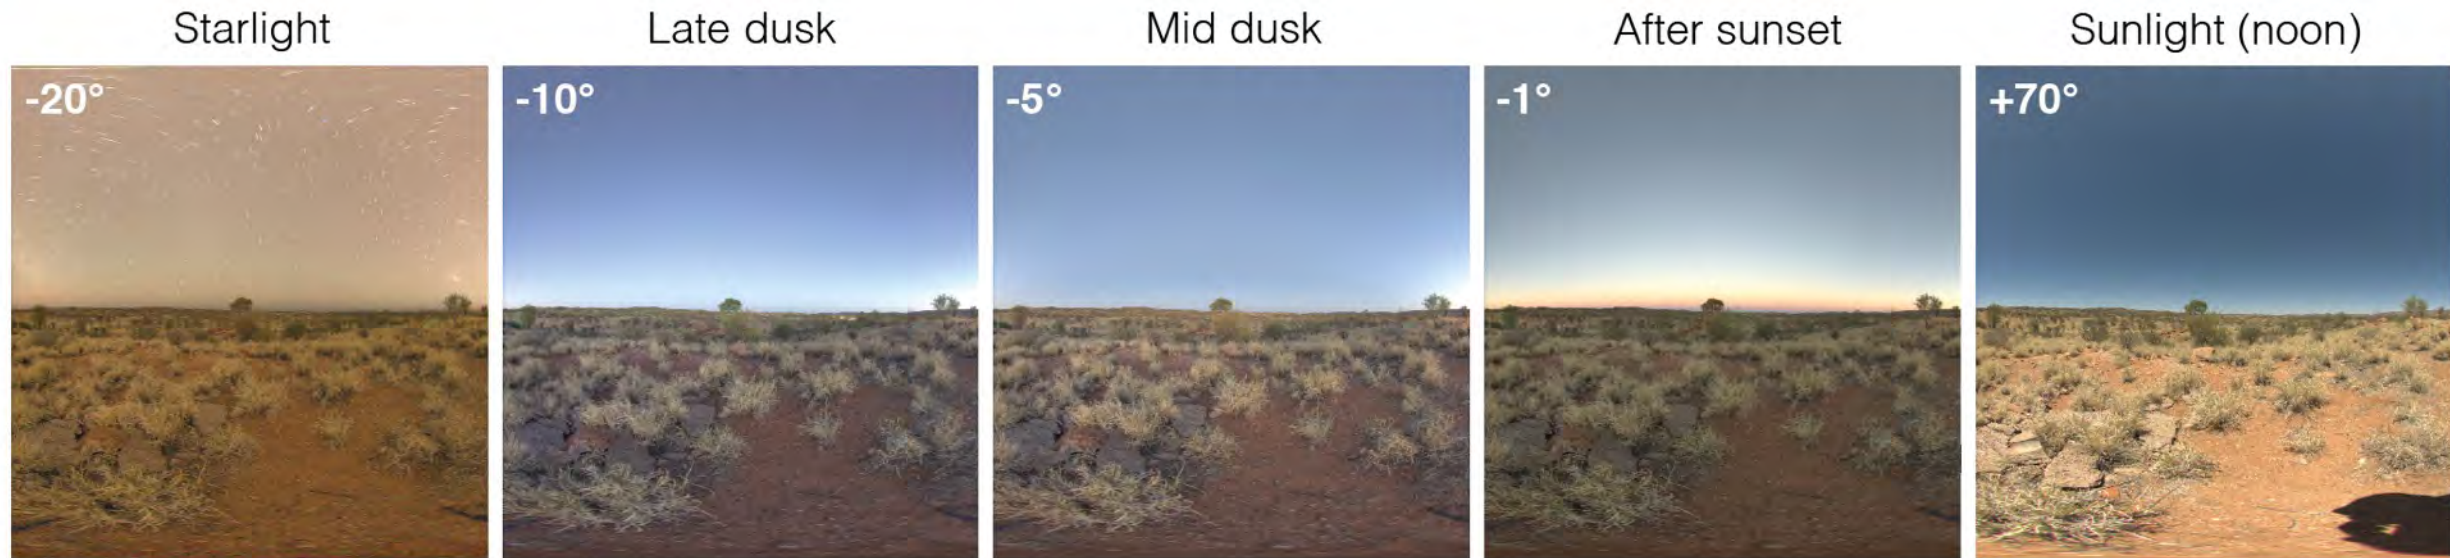 Starlight
Late dusk
Mid dusk
After sunset
Sunlight (noon)
-20°
-10°
-5°
-1°
+70°